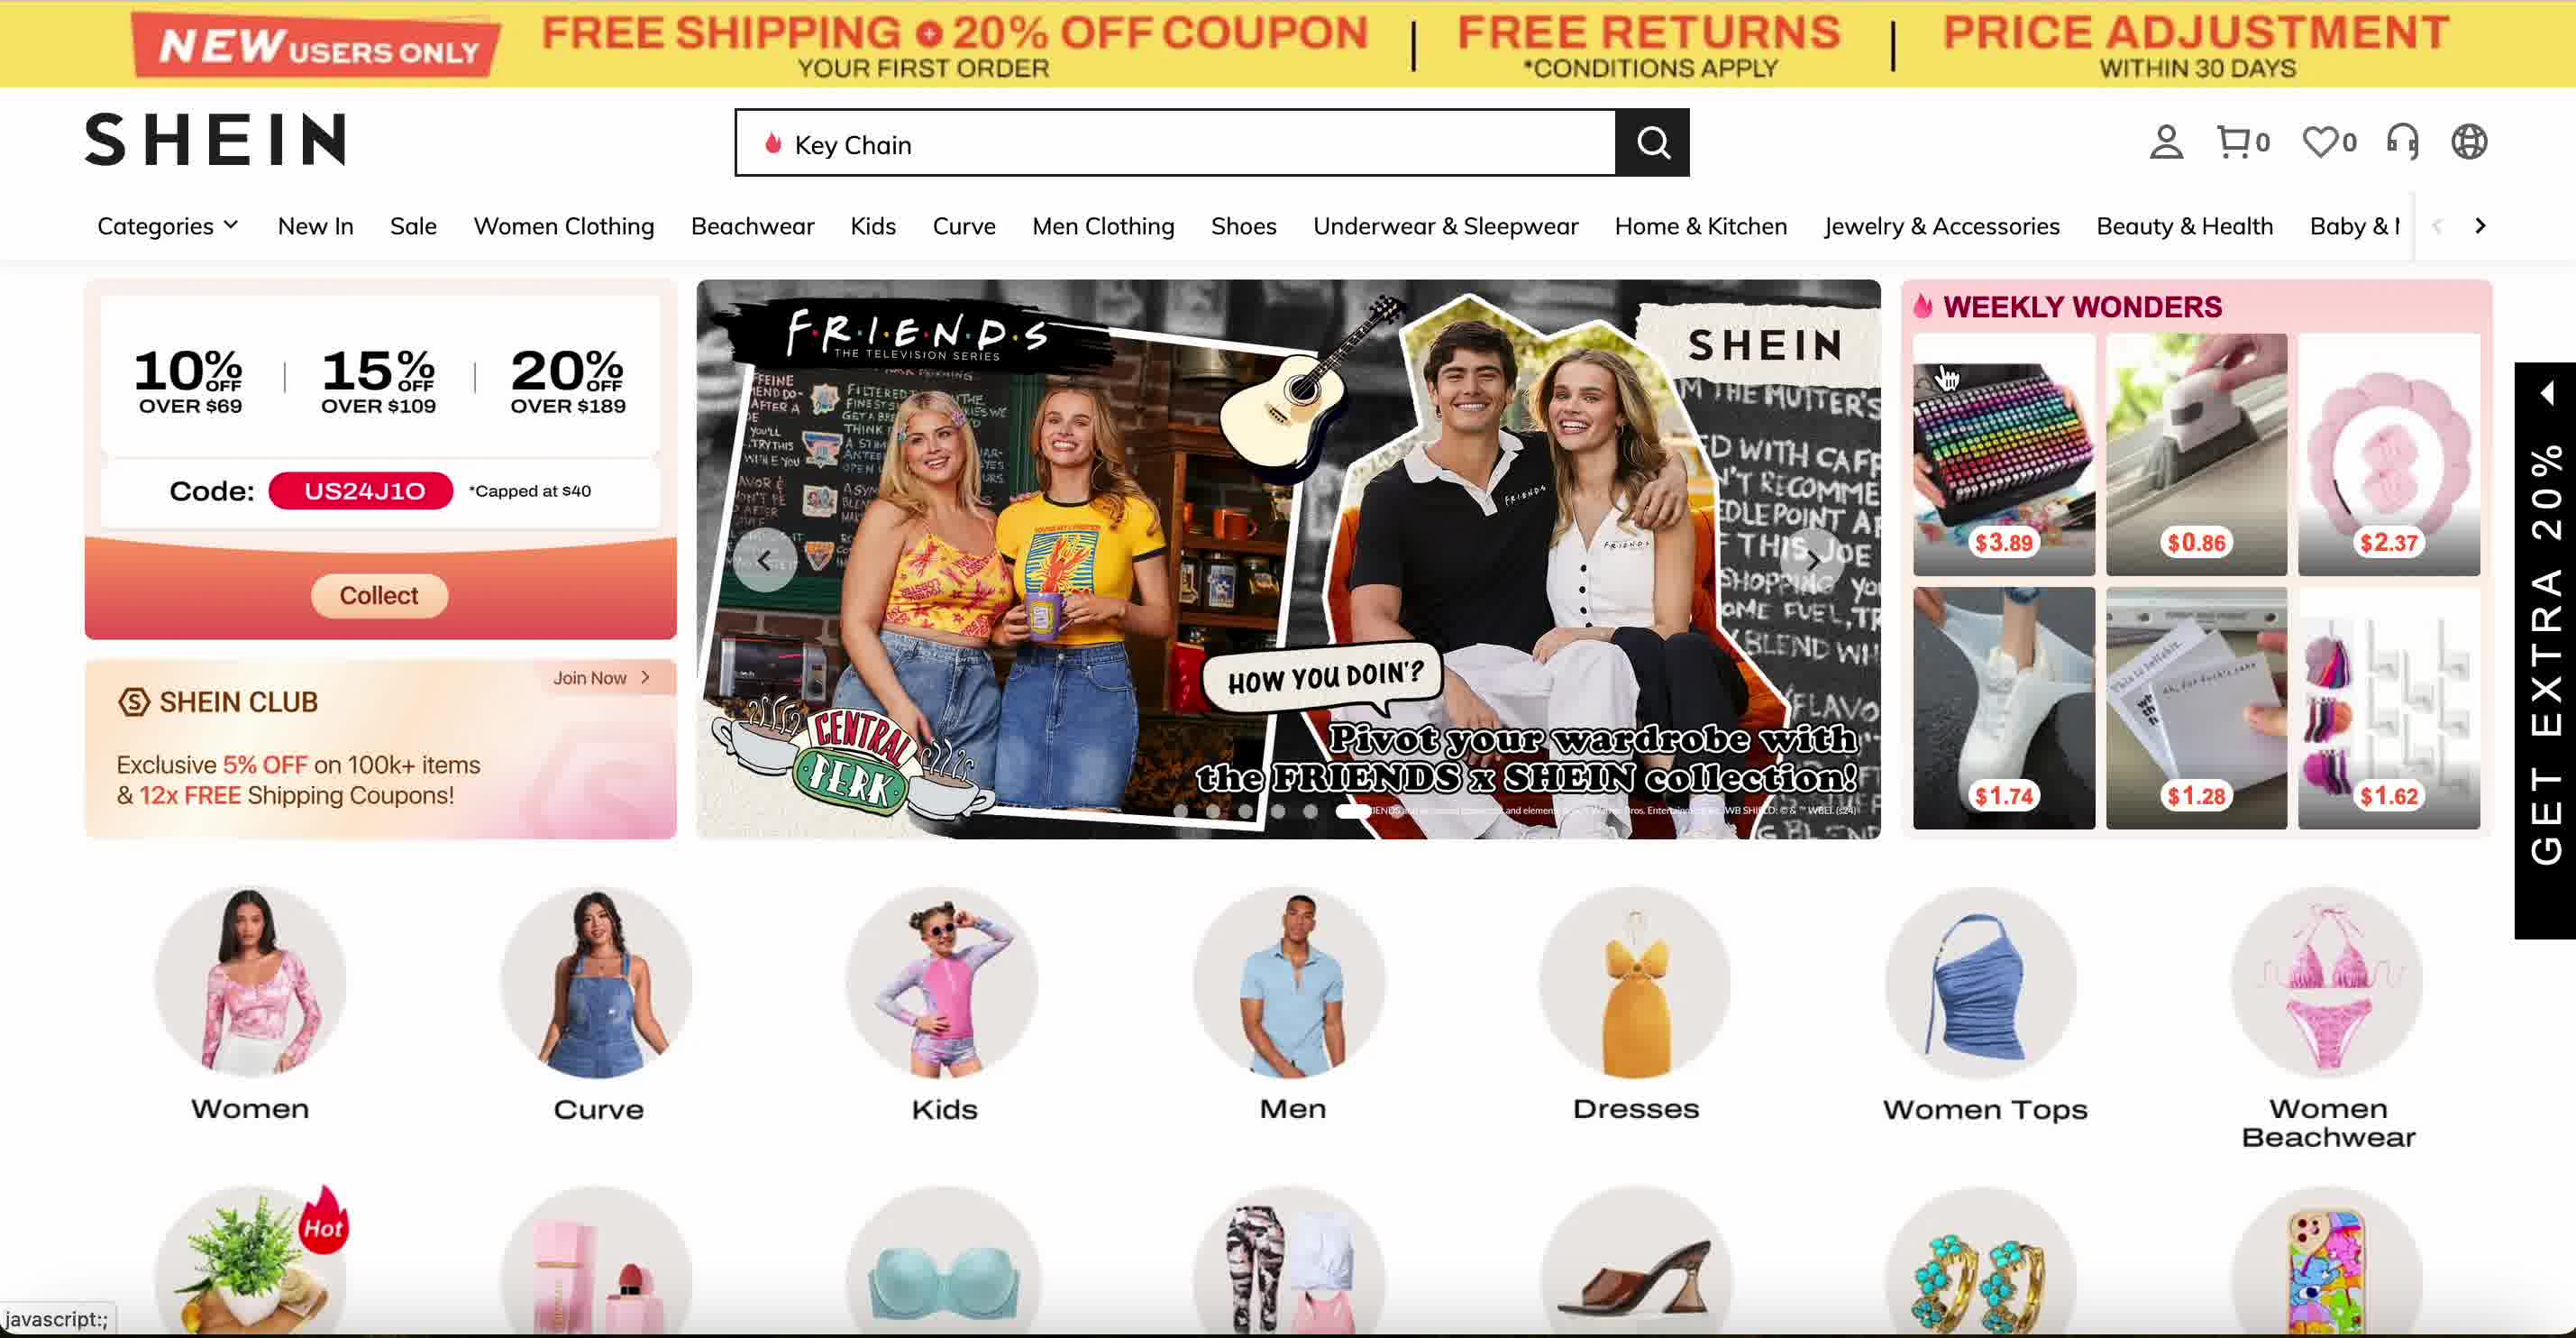 NEW USERS ONLY
FREE SHIPPING + 20% OFF COUPON
YOUR FIRST ORDER
FREE RETURNS
*CONDITIONS APPLY
PRICE ADJUSTMENT
WITHIN 30 DAYS
SHEIN
Key Chain
0
0
Categories
New In
Sale
Women Clothing
Beachwear
Kids
Curve
Men Clothing
Shoes
Underwear & Sleepwear
Home & Kitchen
Jewelry & Accessories
Beauty & Health
Baby &
10% OFF
OVER $69
15% OFF
OVER $109
20% OFF
OVER $189
Code: US24J1O *Capped at $40
Collect
Join Now
SHEIN CLUB
Exclusive 5% OFF on 100k+ items
& 12x FREE Shipping Coupons!
F·R·I·E·N·D·S
THE TELEVISION SERIES
SHEIN
FRIENDS
FRIENDS
HOW YOU DOIN'?
CENTRAL
PERK
Pivot your wardrobe with
the FRIENDS x SHEIN collection!
WEEKLY WONDERS
$3.89
$0.86
$2.37
$1.74
$1.28
$1.62
GET EXTRA 20%
Women
Curve
Kids
Men
Dresses
Women Tops
Women
Beachwear
Hot
javascript:;